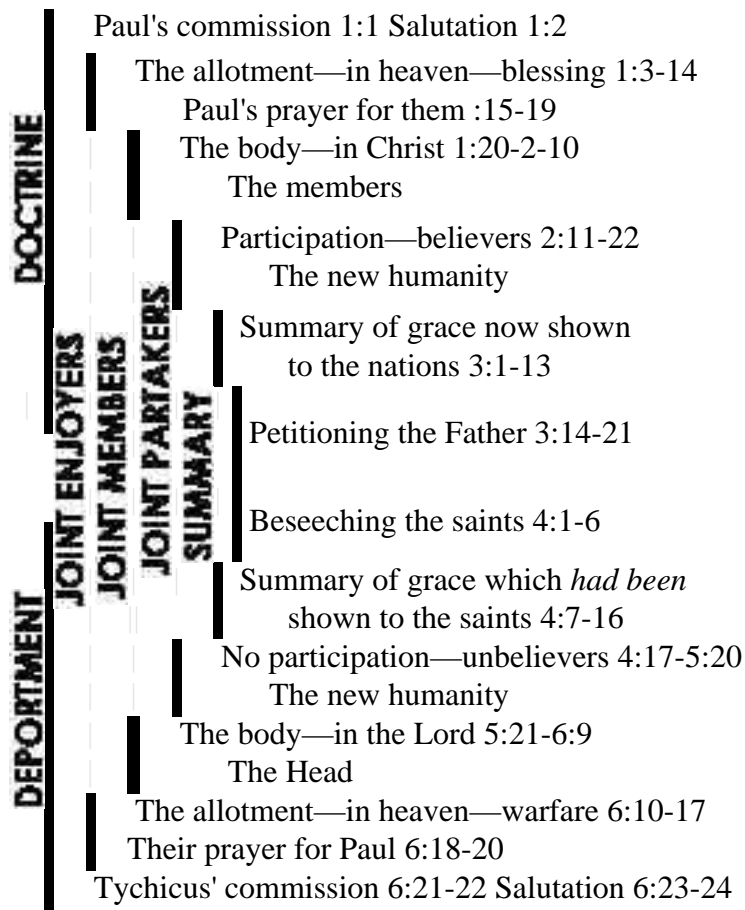 Paul's commission 1:1 Salutation 1:2
The allotment—in heaven—blessing 1:3-14
Paul's prayer for them :15-19
The body—in Christ 1:20-2-10
The members
Participation—believers 2:11-22
The new humanity
Summary of grace now shown
to the nations 3:1-13
Petitioning the Father 3:14-21
Beseeching the saints 4:1-6
Summary of grace which had been
shown to the saints 4:7-16
No participation—unbelievers 4:17-5:20
The new humanity
The body—in the Lord 5:21-6:9
The Head
The allotment—in heaven—warfare 6:10-17
Their prayer for Paul 6:18-20
Tychicus' commission 6:21-22 Salutation 6:23-24
DOCTRINE
DEPORTMENT
JOINT ENJOYERS
JOINT MEMBERS
JOINT PARTAKERS
SUMMARY